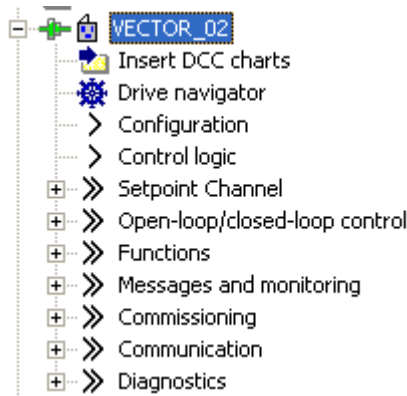 VECTOR_02
Insert DCC charts
Drive navigator
Configuration
Control logic
Setpoint Channel
Open-loop/closed-loop control
Functions
Messages and monitoring
Commissioning
Communication
Diagnostics